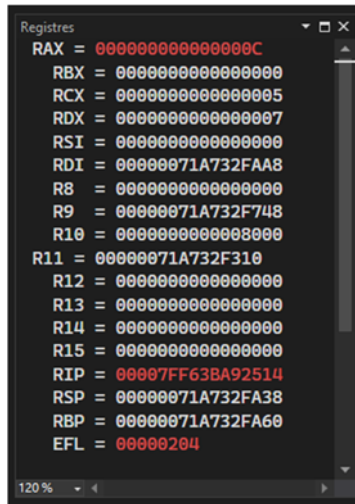 Registres
RAX = 000000000000000C
RBX = 0000000000000000
RCX = 0000000000000005
RDX = 0000000000000007
RSI = 0000000000000000
RDI = 00000071A732FAA8
R8 = 0000000000000000
R9 = 00000071A732F748
R10 = 0000000000008000
R11 = 00000071A732F310
R12 = 0000000000000000
R13 = 0000000000000000
R14 = 0000000000000000
R15 = 0000000000000000
RIP = 00007FF63BA92514
RSP = 00000071A732FA38
RBP = 00000071A732FA60
EFL = 00000204
120 %